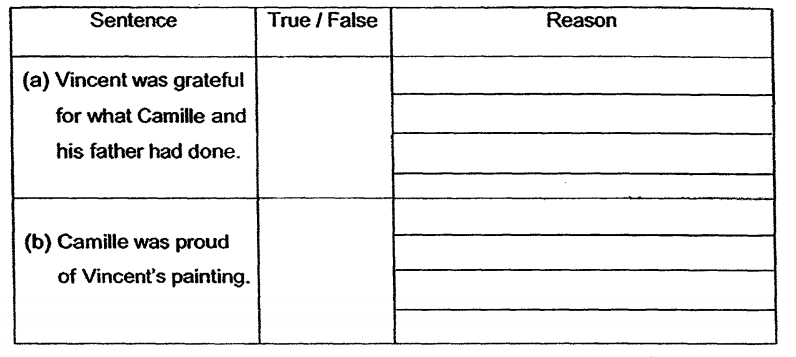 Sentence True / False Reason
(a) Vincent was grateful
for what Camille and
his father had done.
(b) Camille was proud
of Vincent's painting.